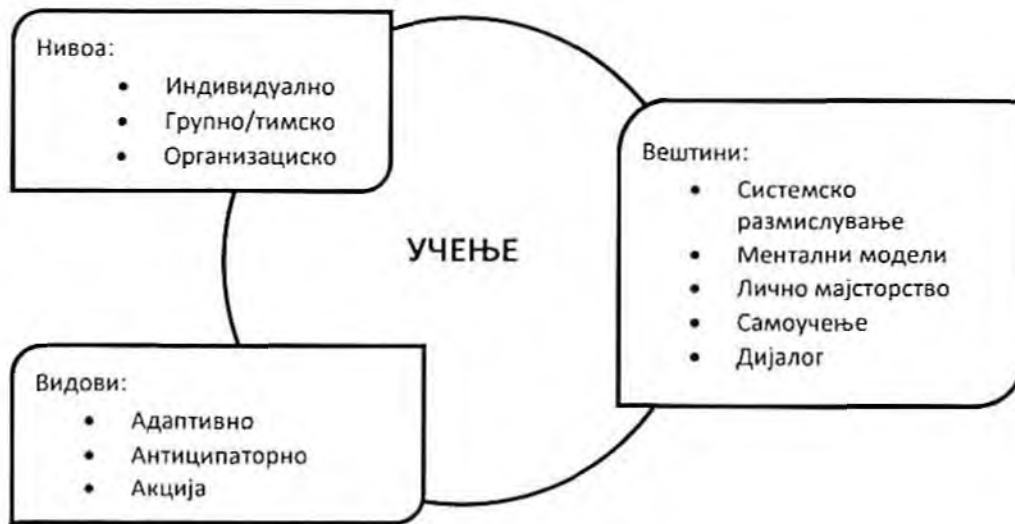 Нивоа:
• Индивидуално
• Групно/тимско
• Организациско
УЧЕЊЕ
Вештини:
• Системско
размислување
• Ментални модели
• Лично мајсторство
• Самоучење
• Дијалог
Видови:
• Адаптивно
• Антиципаторно
• Акција